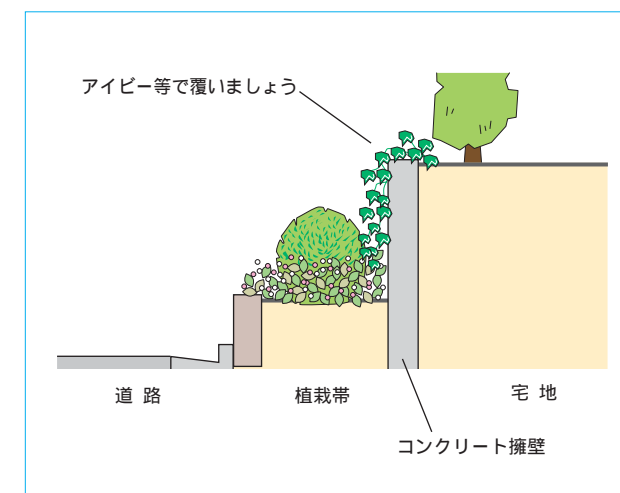 アイビー等で覆いましょう
道路
植栽帯
宅地
コンクリート擁壁